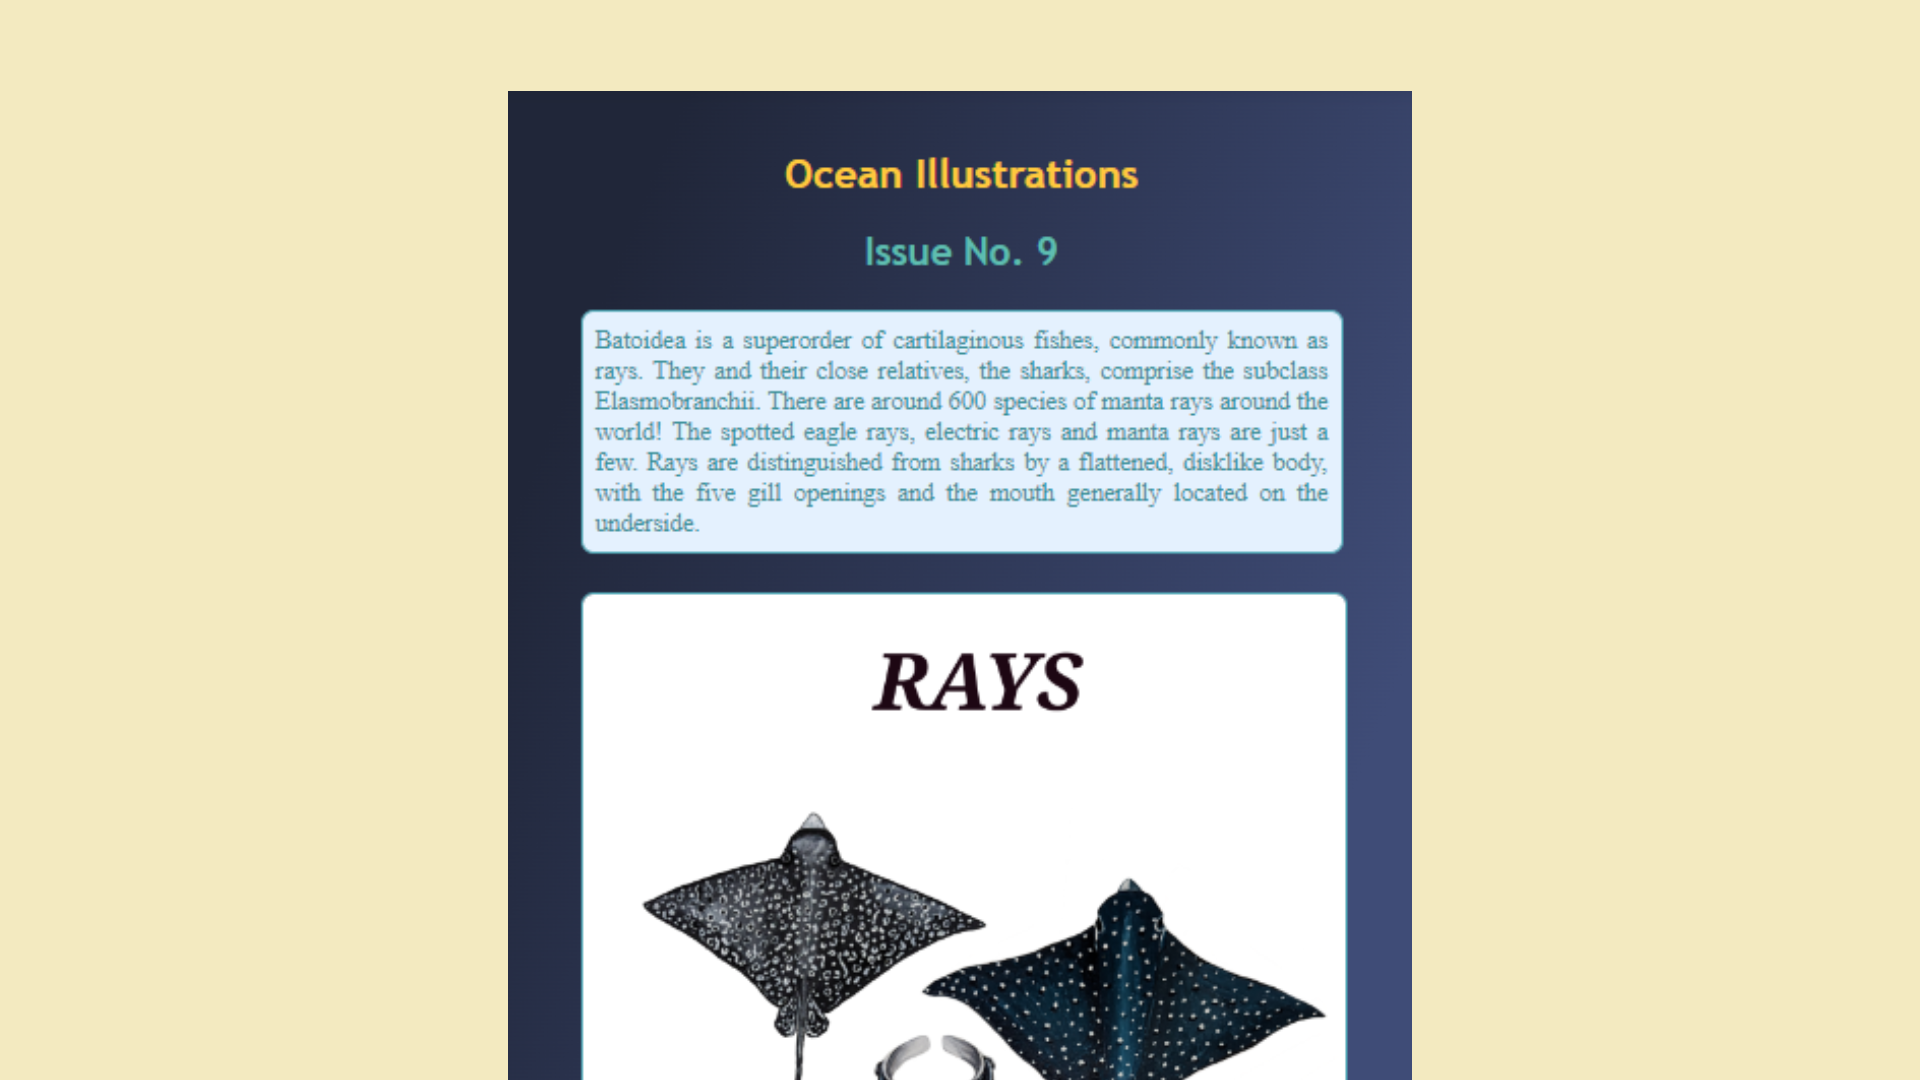 Ocean Illustrations
Issue No. 9
Batoidea is a superorder of cartilaginous fishes, commonly known as
rays. They and their close relatives, the sharks, comprise the subclass
Elasmobranchii. There are around 600 species of manta rays around the
world! The spotted eagle rays, electric rays and manta rays are just a
few. Rays are distinguished from sharks by a flattened, disklike body,
with the five gill openings and the mouth generally located on the
underside.
RAYS